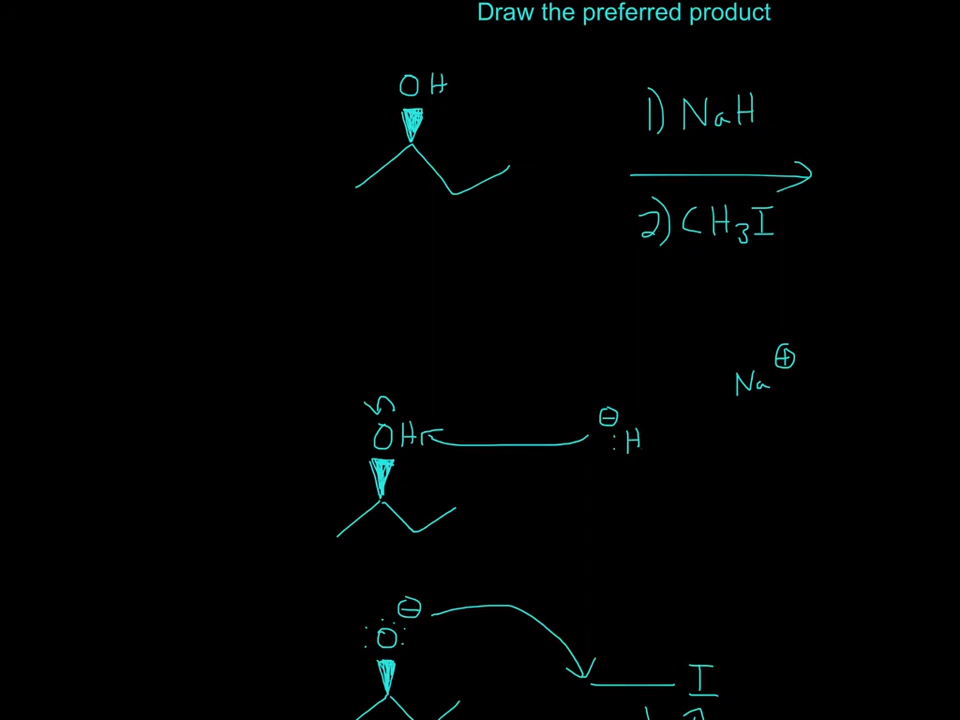 Draw the preferred product
OH
1) NaH
2) CH₃I
Na ⊕
⊖
OH :H
⊖
:O:
I